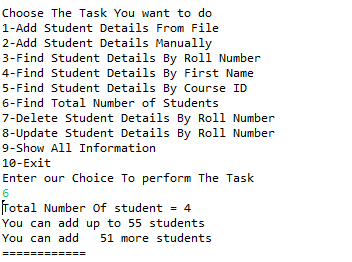 Choose The Task You want to do
1-Add Student Details From File
2-Add Student Details Manually
3-Find Student Details By Roll Number
4-Find Student Details By First Name
5-Find Student Details By Course ID
6-Find Total Number of Students
7-Delete Student Details By Roll Number
8-Update Student Details By Roll Number
9-Show All Information
10-Exit
Enter our Choice To perform The Task
6
Total Number Of student = 4
You can add up to 55 students
You can add   51 more students
============